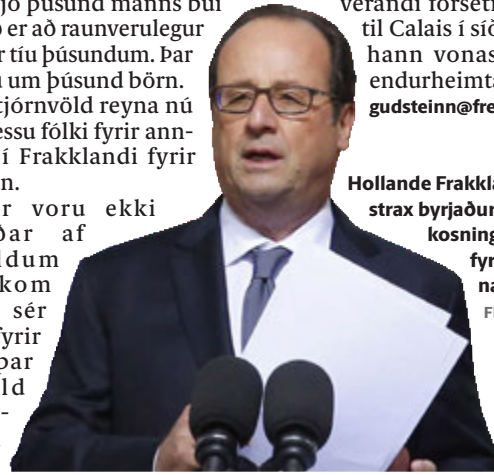 jö þúsund manns búi
er að raunverulegur
r tíu þúsundum. Þar
um þúsund börn.
tjórnvöld reyna nú
essu fólki fyrir ann-
í Frakklandi fyrir
n.
r voru ekki
ðar af
ldum
kom
sér
fyrir
þar
ld
-
verandi forseti
til Calais í síð
hann vonas
endurheimta
gudsteinn@fre
Hollande Frakkla
strax byrjaður
kosning
fyr
na
F